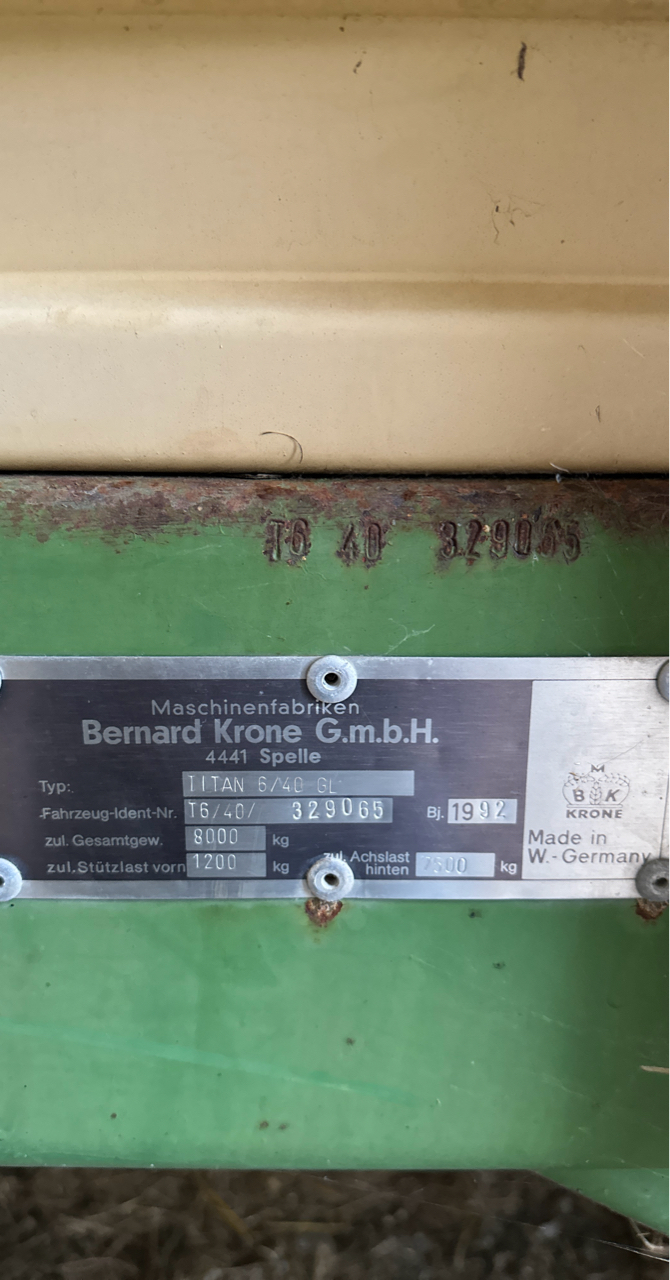 T6 40 329065
Maschinenfabriken
Bernard Krone G.m.b.H.
4441 Spelle
Typ: TITAN 6/40 GL
Fahrzeug-Ident-Nr. T6/40/ 329065 Bj. 1992
zul. Gesamtgew. 8000 kg
zul. Stützlast vorn 1200 kg zul. Achslast hinten 7500 kg
M
B K
KRONE
Made in
W.-Germany